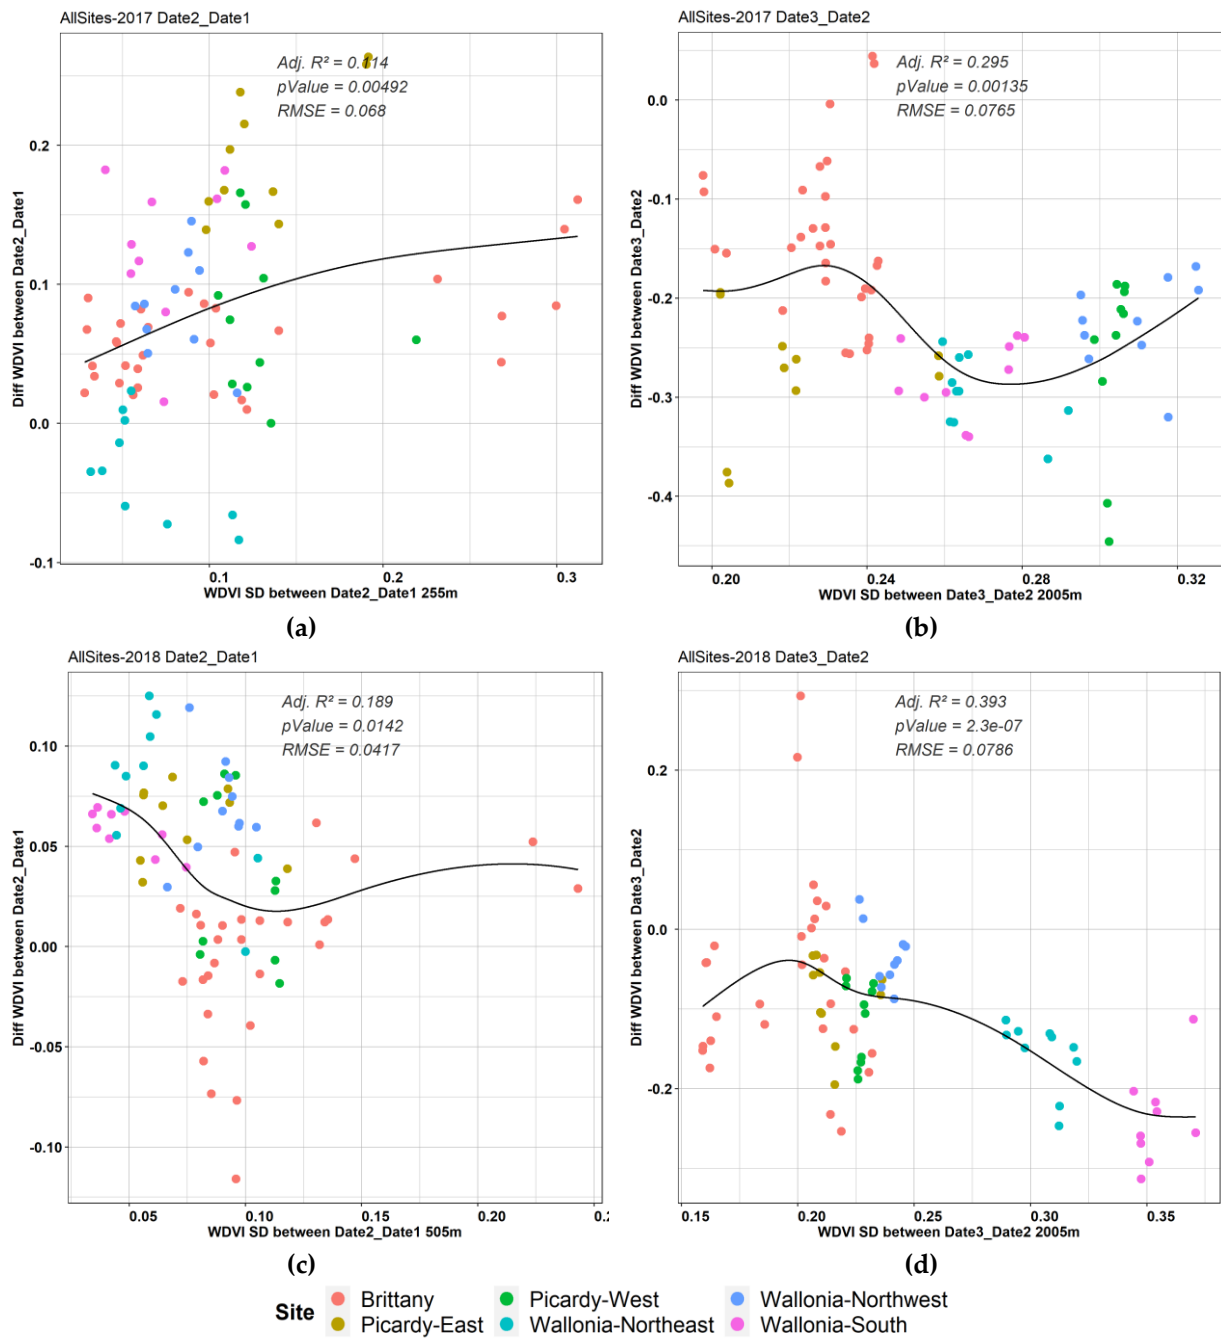 AllSites-2017 Date2_Date1
Adj. R² = 0.114
pValue = 0.00492
RMSE = 0.068
Diff WDVI between Date2_Date1
0.2
0.1
0.0
-0.1
0.1
0.2
0.3
WDVI SD between Date2_Date1 255m
(a)
AllSites-2017 Date3_Date2
Adj. R² = 0.295
pValue = 0.00135
RMSE = 0.0765
Diff WDVI between Date3_Date2
0.0
-0.1
-0.2
-0.3
-0.4
0.20
0.24
0.28
0.32
WDVI SD between Date3_Date2 2005m
(b)
AllSites-2018 Date2_Date1
Adj. R² = 0.189
pValue = 0.0142
RMSE = 0.0417
Diff WDVI between Date2_Date1
0.10
0.05
0.00
-0.05
-0.10
0.05
0.10
0.15
0.20
WDVI SD between Date2_Date1 505m
(c)
AllSites-2018 Date3_Date2
Adj. R² = 0.393
pValue = 2.3e-07
RMSE = 0.0786
Diff WDVI between Date3_Date2
0.2
0.0
-0.2
0.15
0.20
0.25
0.30
0.35
WDVI SD between Date3_Date2 2005m
(d)
Site
Brittany
Picardy-West
Wallonia-Northwest
Picardy-East
Wallonia-Northeast
Wallonia-South